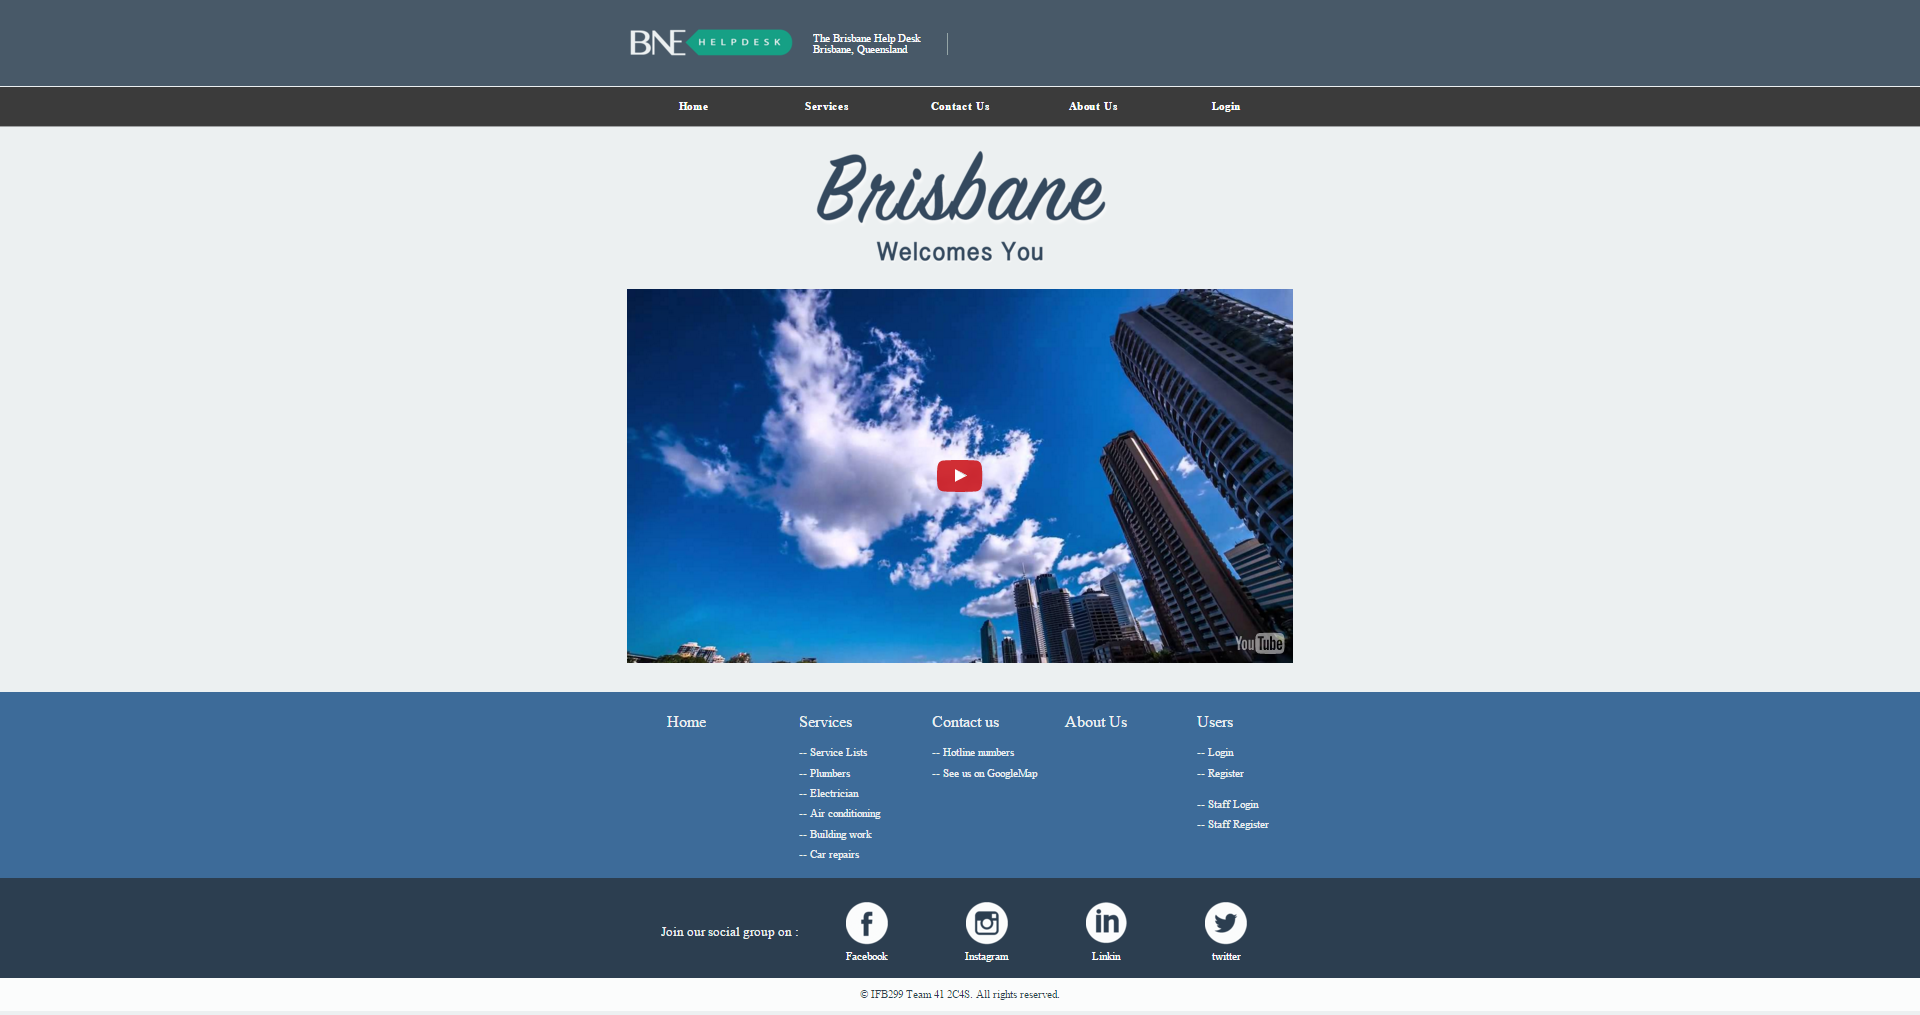 BNE HELPDESK
The Brisbane Help Desk
Brisbane, Queensland
Home
Services
Contact Us
About Us
Login
Brisbane
Welcomes You
YouTube
Home
Services
-- Service Lists
-- Plumbers
-- Electrician
-- Air conditioning
-- Building work
-- Car repairs
Contact us
-- Hotline numbers
-- See us on GoogleMap
About Us
Users
-- Login
-- Register
-- Staff Login
-- Staff Register
Join our social group on :
Facebook
Instagram
in
Linkin
twitter
© IFB299 Team 41 2C4S. All rights reserved.